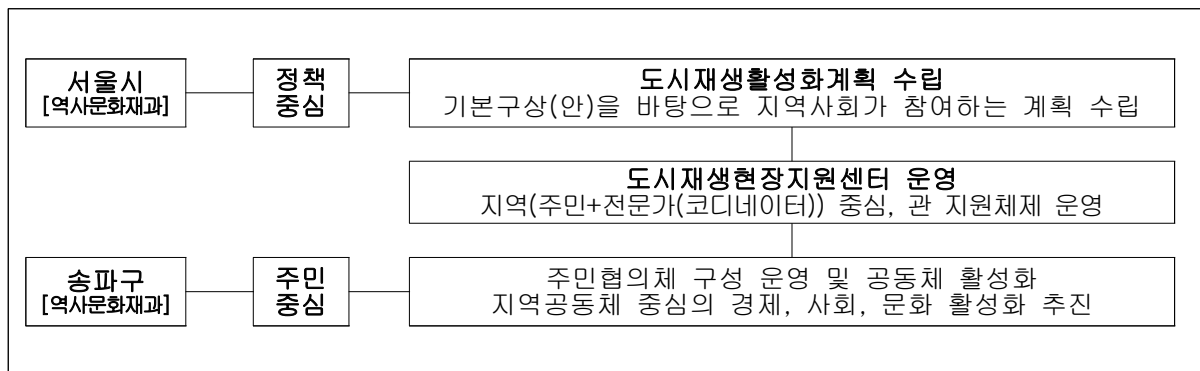 서울시
[역사문화재과]
정책
중심
도시재생활성화계획 수립
기본구상(안)을 바탕으로 지역사회가 참여하는 계획 수립
도시재생현장지원센터 운영
지역(주민+전문가(코디네이터)) 중심, 관 지원체제 운영
송파구
[역사문화재과]
주민
중심
주민협의체 구성 운영 및 공동체 활성화
지역공동체 중심의 경제, 사회, 문화 활성화 추진